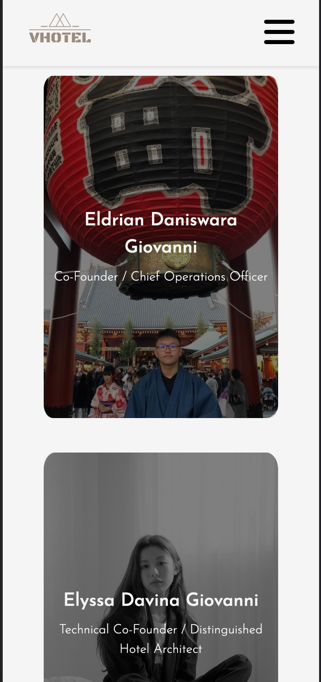 VHOTEL
Eldrian Daniswara
Giovanni
Co-Founder / Chief Operations Officer
Elyssa Davina Giovanni
Technical Co-Founder / Distinguished
Hotel Architect